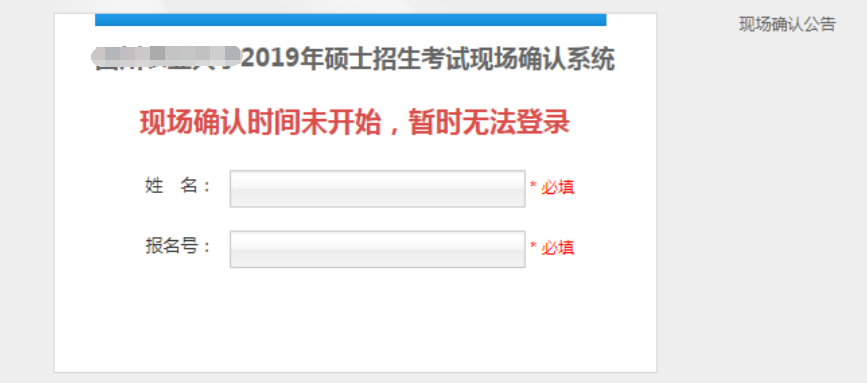 现场确认公告
2019年硕士招生考试现场确认系统
现场确认时间未开始，暂时无法登录
姓 名： * 必填
报名号： * 必填